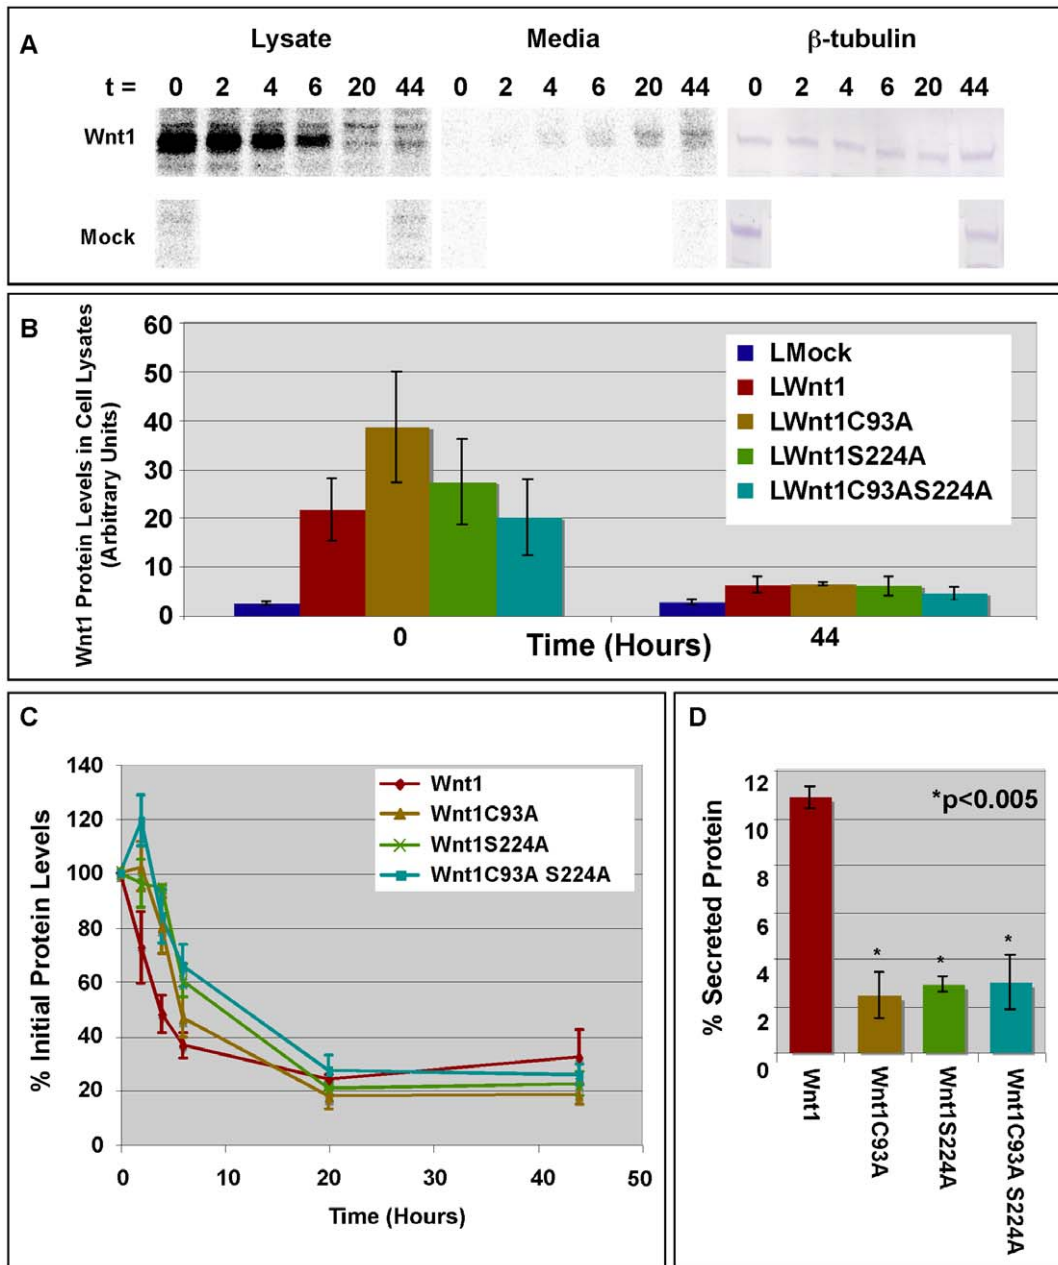 A
Lysate Media β-tubulin
t = 0 2 4 6 20 44 0 2 4 6 20 44 0 2 4 6 20 44
Wnt1
Mock
B
Wnt1 Protein Levels in Cell Lysates
(Arbitrary Units)
60
50
40
30
20
10
0
LMock
LWnt1
LWnt1C93A
LWnt1S224A
LWnt1C93AS224A
0 44
Time (Hours)
C
% Initial Protein Levels
140
120
100
80
60
40
20
0
Wnt1
Wnt1C93A
Wnt1S224A
Wnt1C93A S224A
0 10 20 30 40 50
Time (Hours)
D
% Secreted Protein
12
10
8
6
4
2
0
*p<0.005
* * *
Wnt1
Wnt1C93A
Wnt1S224A
Wnt1C93A S224A